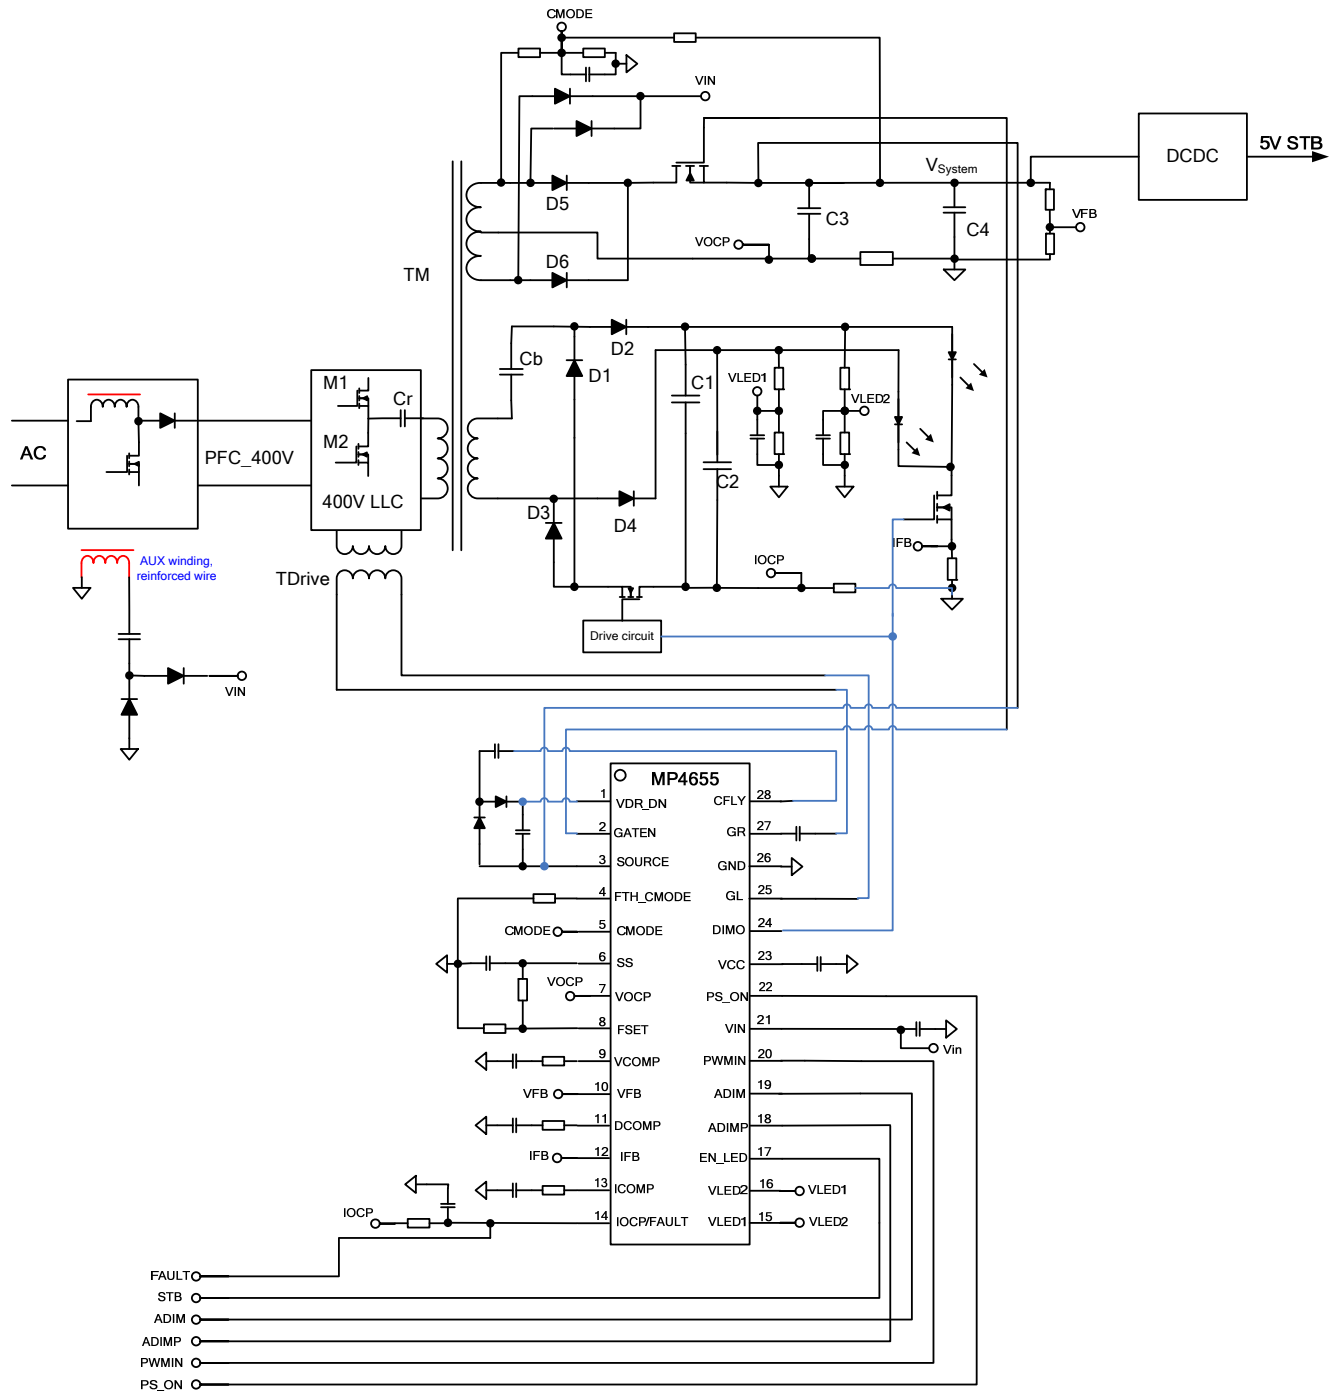 CMODE
VIN
DCDC
5V STB
VSystem
D5
C3
C4
VFB
VOCP
D6
TM
D2
Cb
D1
C1
VLED1
VLED2
M1
Cr
M2
AC
PFC_400V
400V LLC
C2
D3
D4
IFB
AUX winding,
reinforced wire
TDrive
IOCP
Drive circuit
VIN
MP4655
1 VDR_DN CFLY 28
2 GATEN GR 27
3 SOURCE GND 26
4 FTH_CMODE GL 25
CMODE 5 CMODE DIMO 24
6 SS VCC 23
VOCP 7 VOCP PS_ON 22
8 FSET VIN 21
Vin
9 VCOMP PWMIN 20
VFB 10 VFB ADIM 19
11 DCOMP ADIMP 18
IFB 12 IFB EN_LED 17
13 ICOMP VLED2 16 VLED1
IOCP 14 IOCP/FAULT VLED1 15 VLED2
FAULT
STB
ADIM
ADIMP
PWMIN
PS_ON